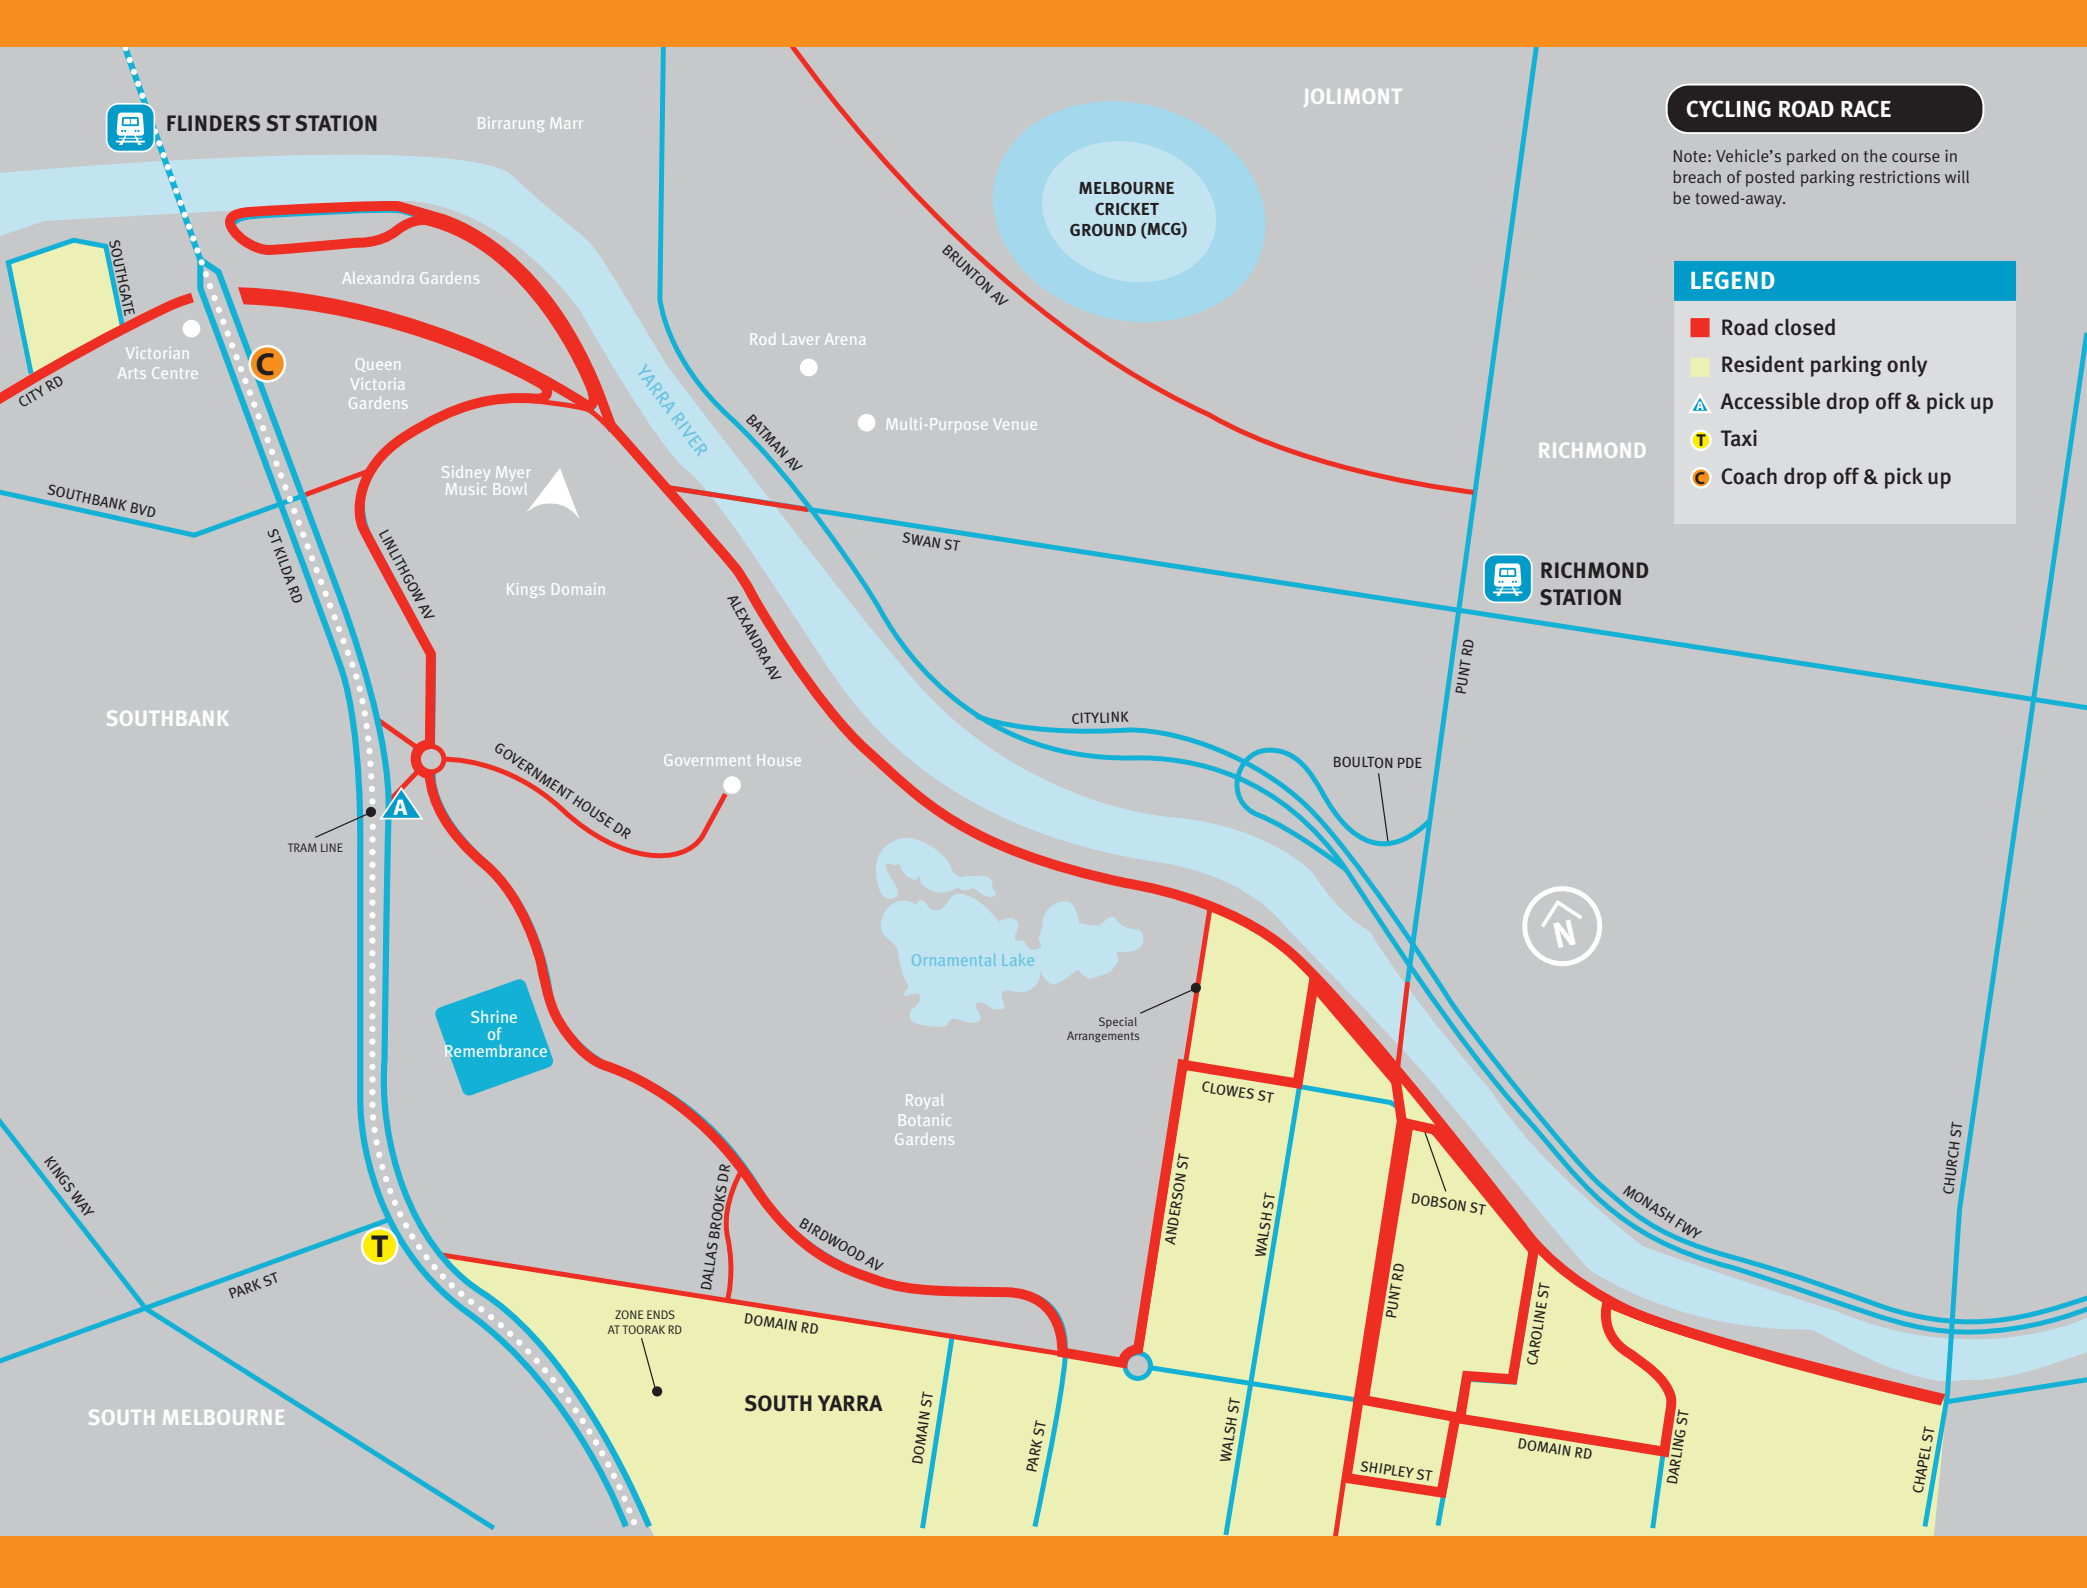 CYCLING ROAD RACE
Note: Vehicle's parked on the course in
breach of posted parking restrictions will
be towed-away.
LEGEND
Road closed
Resident parking only
A
Accessible drop off & pick up
T
Taxi
C
Coach drop off & pick up
FLINDERS ST STATION
Birrarung Marr
JOLIMONT
MELBOURNE
CRICKET
GROUND (MCG)
BRUNTON AV
SOUTHGATE
Alexandra Gardens
Victorian
Arts Centre
CITY RD
C
Queen
Victoria
Gardens
YARRA RIVER
Rod Laver Arena
Multi-Purpose Venue
BATMAN AV
RICHMOND
SOUTHBANK BVD
Sidney Myer
Music Bowl
ST KILDA RD
LINLITHGOW AV
Kings Domain
SWAN ST
RICHMOND
STATION
ALEXANDRA AV
PUNT RD
SOUTHBANK
CITYLINK
GOVERNMENT HOUSE DR
Government House
BOULTON PDE
A
TRAM LINE
Ornamental Lake
N
Shrine
of
Remembrance
Special
Arrangements
Royal
Botanic
Gardens
CLOWES ST
KINGS WAY
ANDERSON ST
WALSH ST
DOBSON ST
CHURCH ST
MONASH FWY
T
PARK ST
DALLAS BROOKS DR
BIRDWOOD AV
PUNT RD
CAROLINE ST
ZONE ENDS
AT TOORAK RD
DOMAIN RD
SOUTH MELBOURNE
SOUTH YARRA
DOMAIN ST
PARK ST
WALSH ST
SHIPLEY ST
DOMAIN RD
DARLING ST
CHAPEL ST